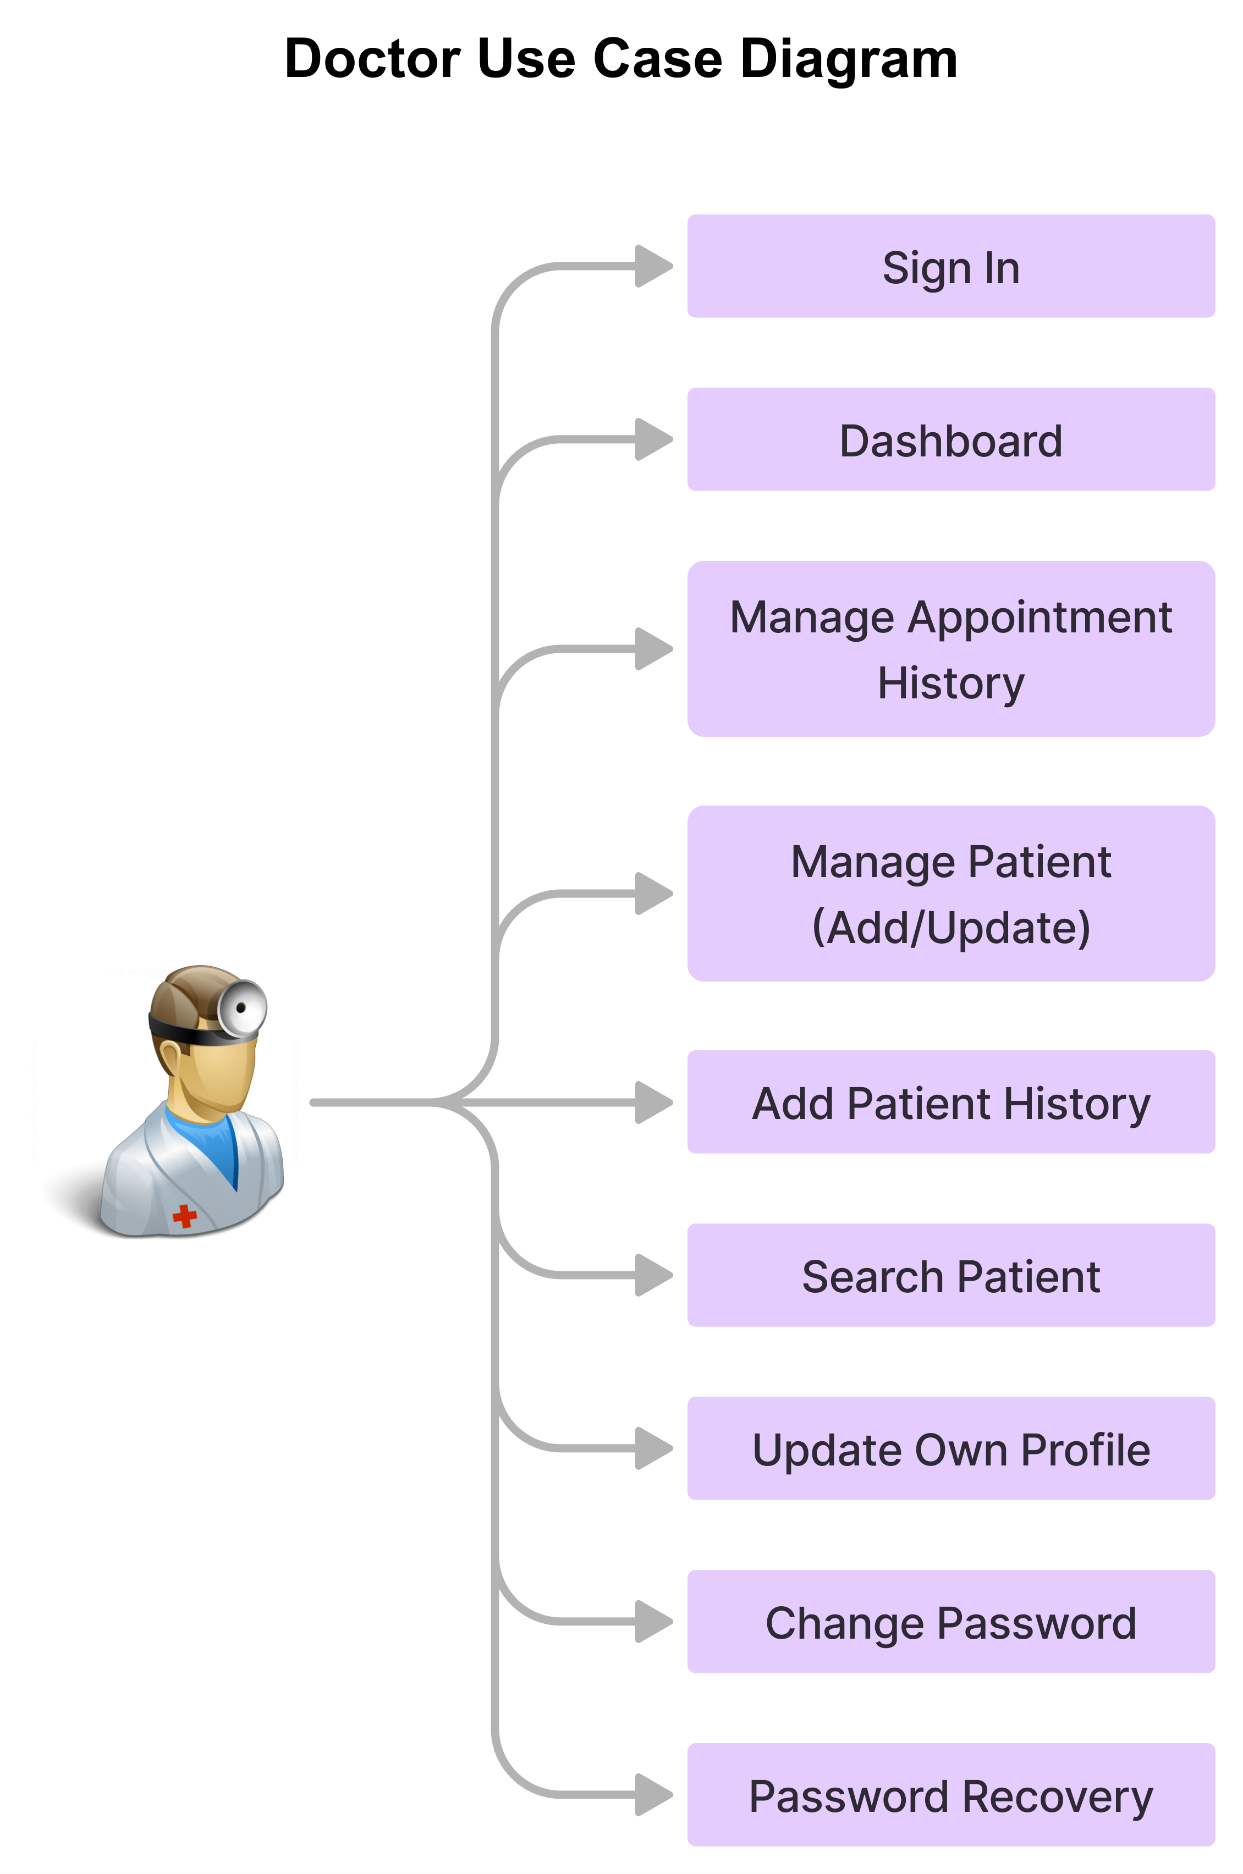 Doctor Use Case Diagram
Sign In
Dashboard
Manage Appointment
History
Manage Patient
(Add/Update)
Add Patient History
Search Patient
Update Own Profile
Change Password
Password Recovery